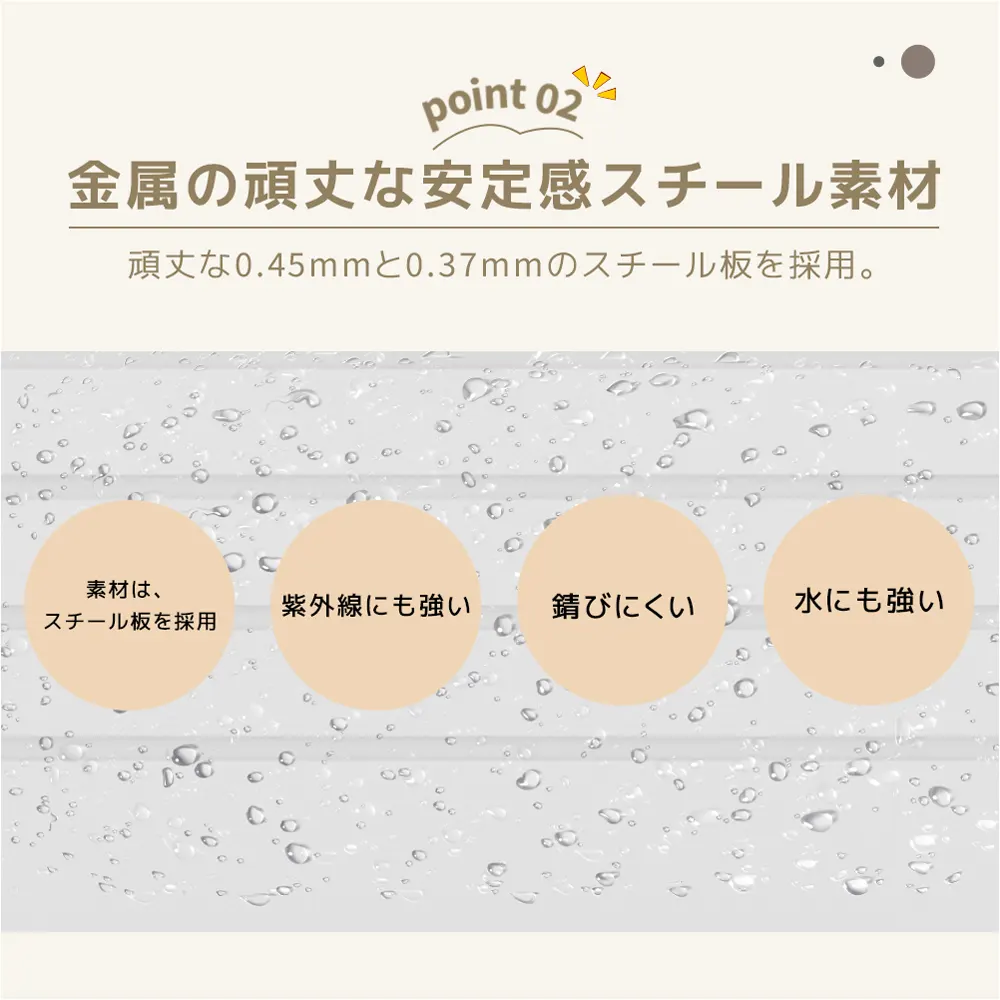 point 02
金属の頑丈な安定感スチール素材
頑丈な0.45mmと0.37mmのスチール板を採用。
素材は、
スチール板を採用
紫外線にも強い
錆びにくい
水にも強い